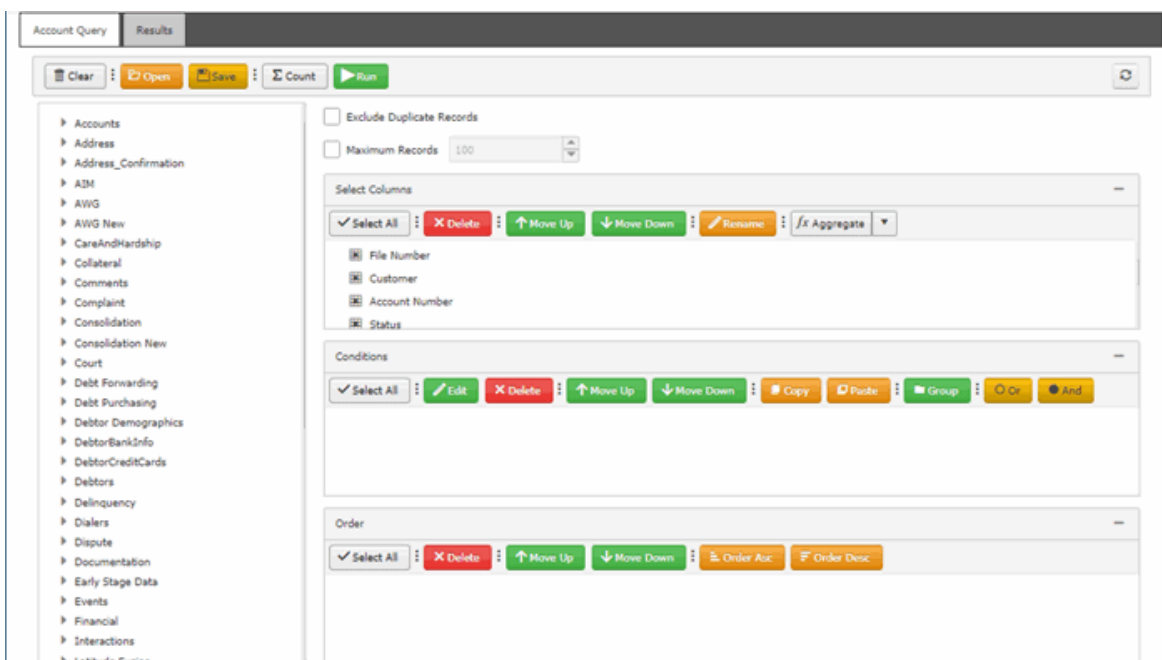 Account Query Results
Clear Open Save Σ Count Run
Accounts
Address
Address_Confirmation
AIM
AWG
AWG New
CareAndHardship
Collateral
Comments
Complaint
Consolidation
Consolidation New
Court
Debt Forwarding
Debt Purchasing
Debtor Demographics
DebtorBankInfo
DebtorCreditCards
Debtors
Delinquency
Dialers
Dispute
Documentation
Early Stage Data
Events
Financial
Interactions
Exclude Duplicate Records
Maximum Records 100
Select Columns
Select All Delete Move Up Move Down Rename fx Aggregate
File Number
Customer
Account Number
Status
Conditions
Select All Edit Delete Move Up Move Down Copy Paste Group Or And
Order
Select All Delete Move Up Move Down Order Asc Order Desc